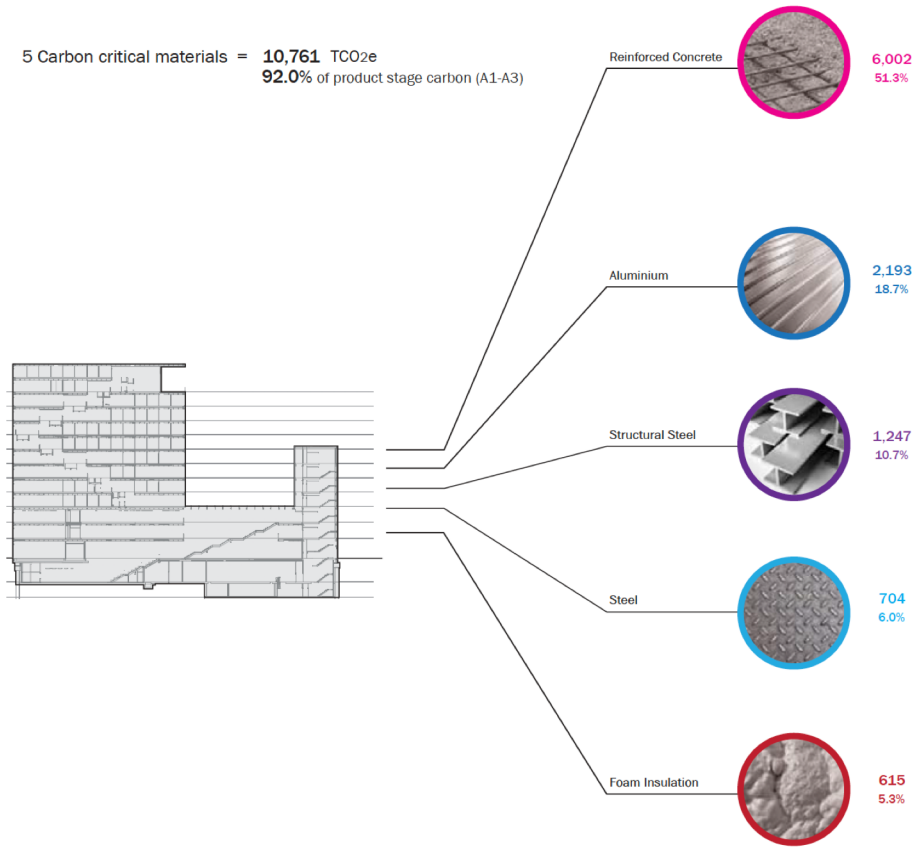 5 Carbon critical materials = 10,761 TCO2e
92.0% of product stage carbon (A1-A3)
Reinforced Concrete
6,002
51.3%
Aluminium
2,193
18.7%
Structural Steel
1,247
10.7%
Steel
704
6.0%
Foam Insulation
615
5.3%